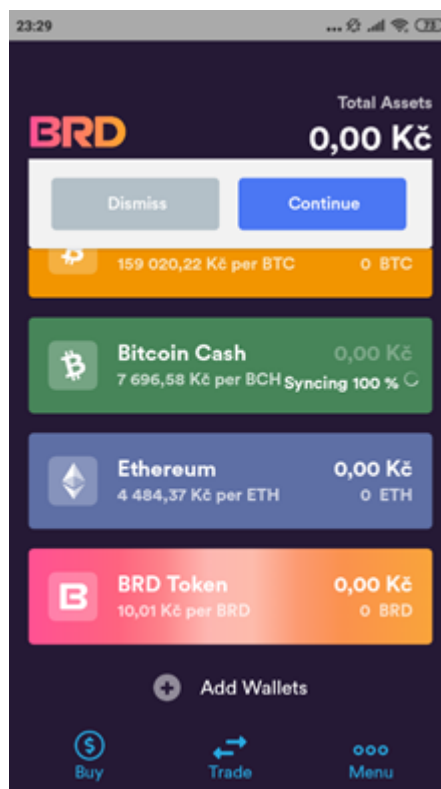 23:29
73
Total Assets
BRD
0,00 Kč
Dismiss
Continue
159 020,22 Kč per BTC
0 BTC
Bitcoin Cash
0,00 Kč
7 696,58 Kč per BCH
Syncing 100 %
Ethereum
0,00 Kč
4 484,37 Kč per ETH
0 ETH
BRD Token
0,00 Kč
10,01 Kč per BRD
0 BRD
Add Wallets
Buy
Trade
Menu